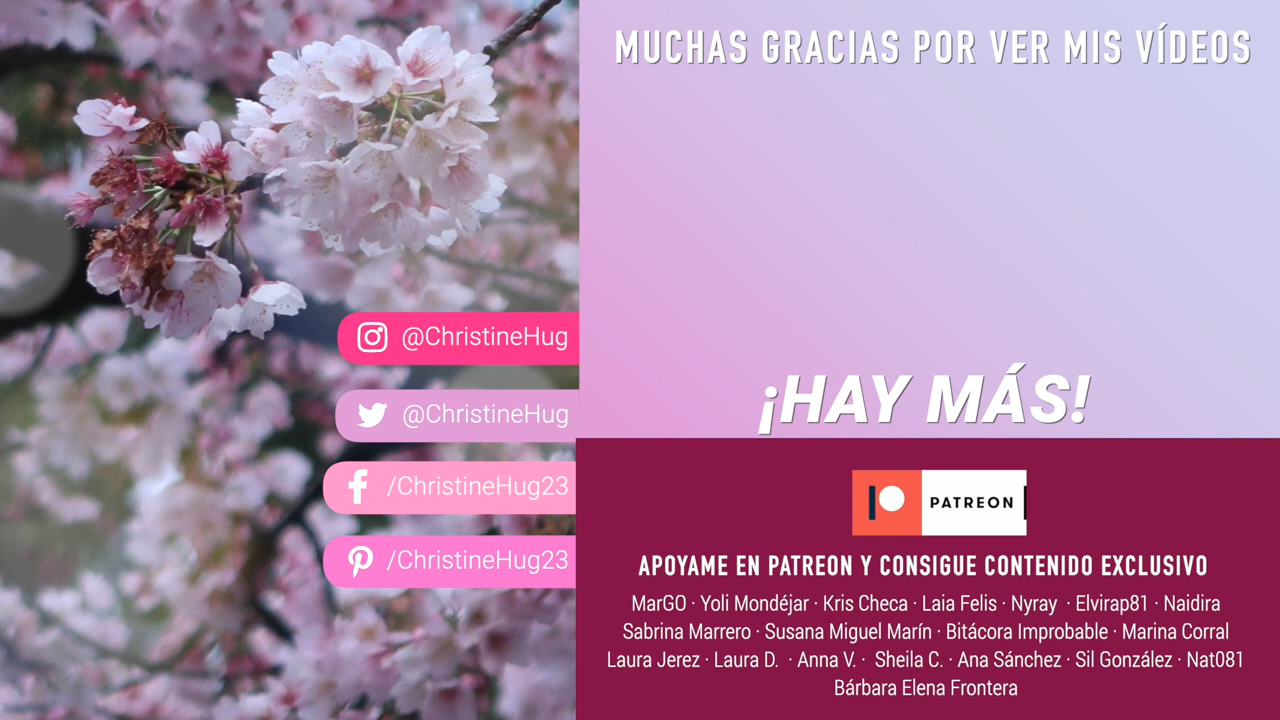 MUCHAS GRACIAS POR VER MIS VÍDEOS
@ChristineHug
@ChristineHug
/ChristineHug23
/ChristineHug23
¡HAY MÁS!
PATREON
APOYAME EN PATREON Y CONSIGUE CONTENIDO EXCLUSIVO
MarGO · Yoli Mondéjar · Kris Checa · Laia Felis · Nyray · Elvirap81 · Naidira
Sabrina Marrero · Susana Miguel Marín · Bitácora Improbable · Marina Corral
Laura Jerez · Laura D. · Anna V. · Sheila C. · Ana Sánchez · Sil González · Nat081
Bárbara Elena Frontera